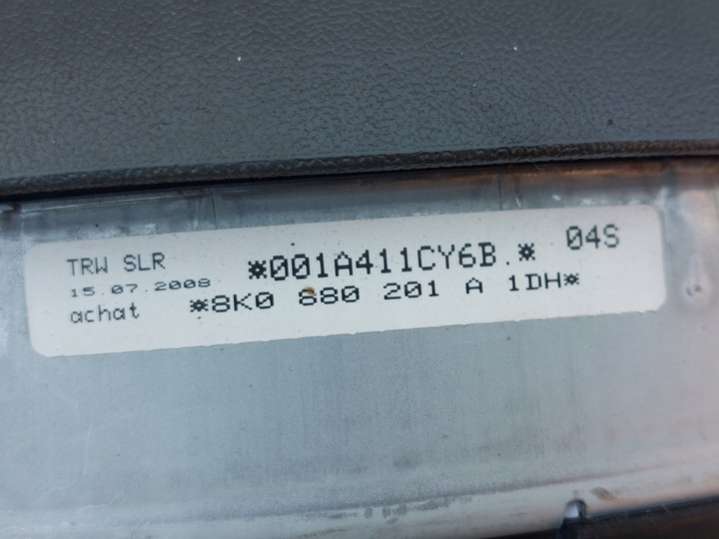 TRW SLR *001A411CY6B.* 04S
15.07.2008
achat *8K0 880 201 A 1DH*